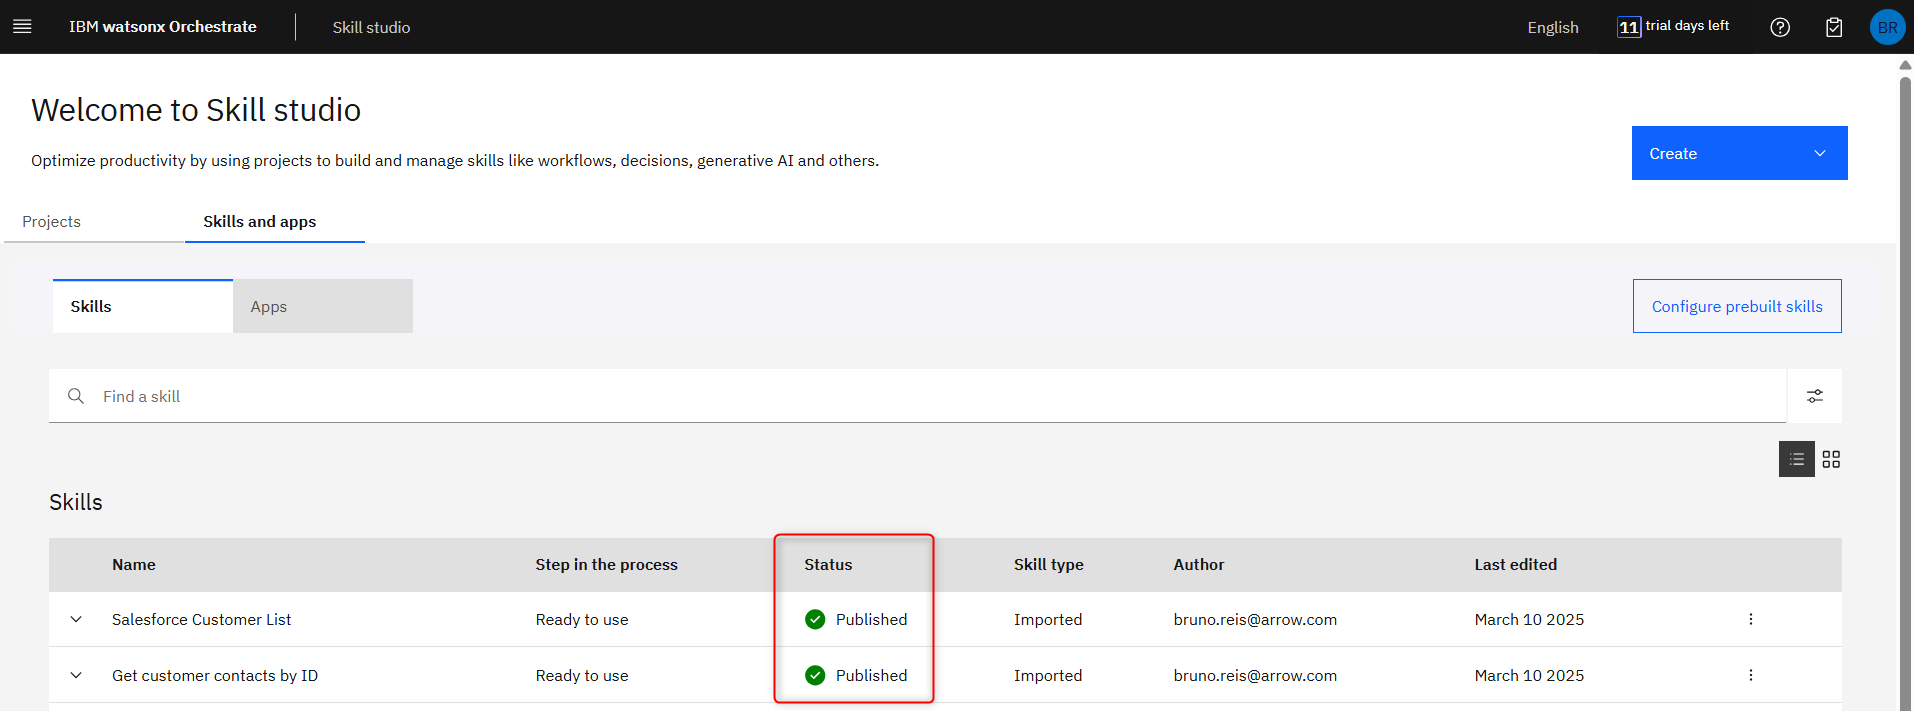 IBM watsonx Orchestrate Skill studio English 11 trial days left BR
Welcome to Skill studio
Optimize productivity by using projects to build and manage skills like workflows, decisions, generative AI and others.
Create
Projects Skills and apps
Skills Apps Configure prebuilt skills
Find a skill
Skills
Name Step in the process Status Skill type Author Last edited
Salesforce Customer List Ready to use Published Imported bruno.reis@arrow.com March 10 2025
Get customer contacts by ID Ready to use Published Imported bruno.reis@arrow.com March 10 2025